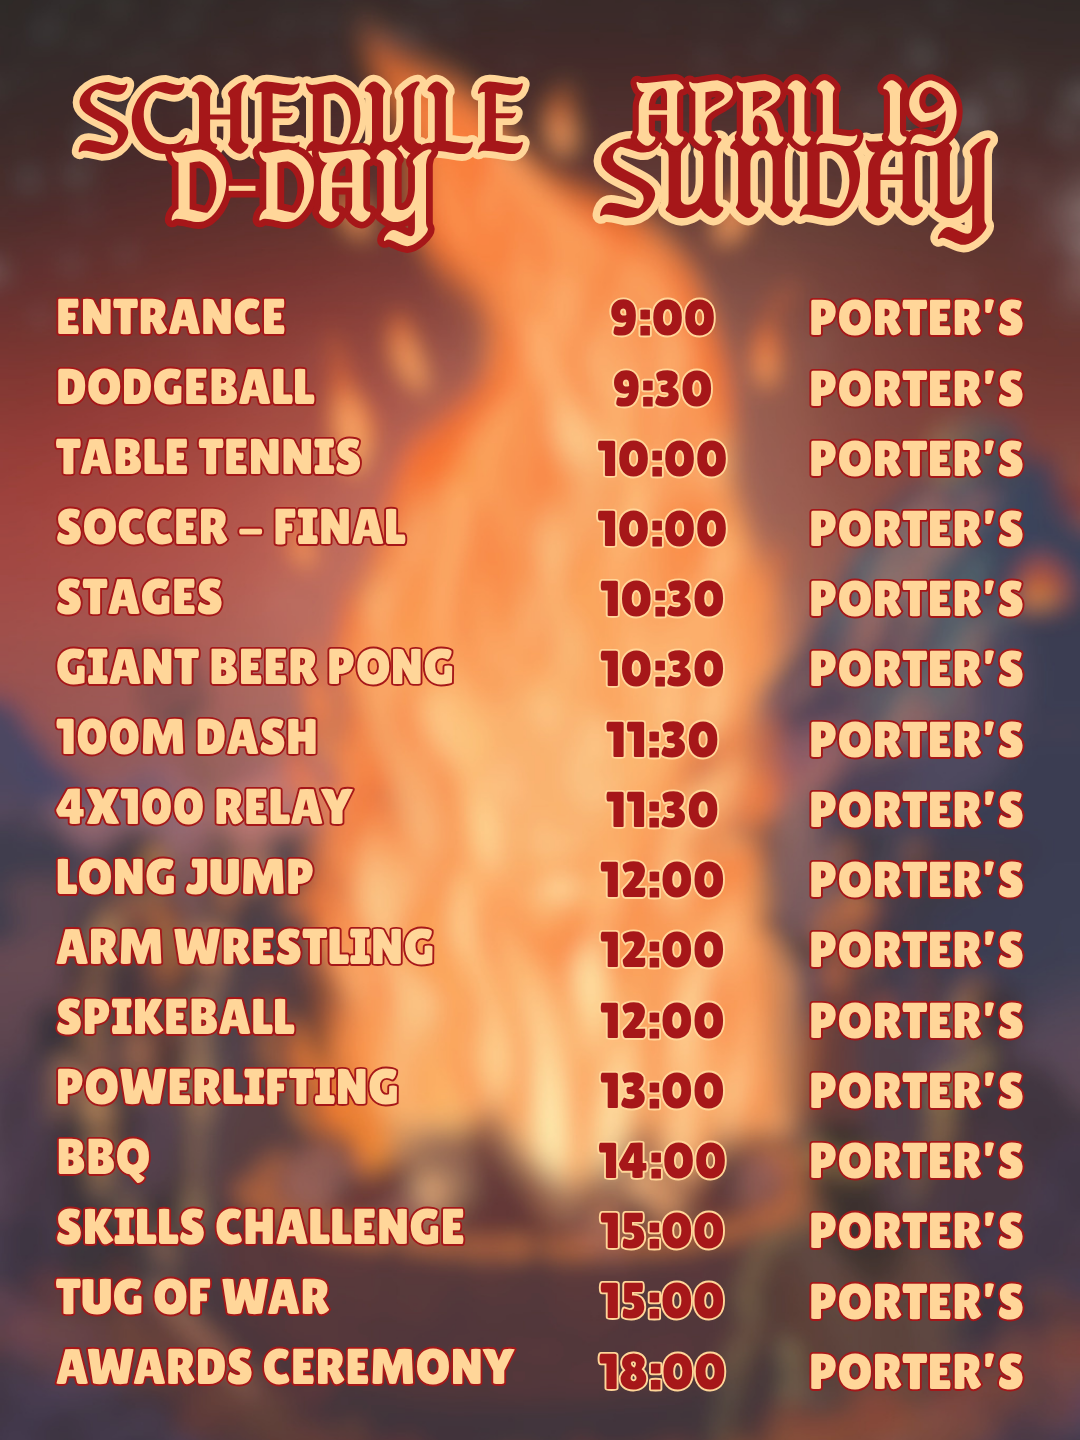 SCHEDULE
D-DAY
APRIL 19
SUNDAY
ENTRANCE 9:00 PORTER'S
DODGEBALL 9:30 PORTER'S
TABLE TENNIS 10:00 PORTER'S
SOCCER – FINAL 10:00 PORTER'S
STAGES 10:30 PORTER'S
GIANT BEER PONG 10:30 PORTER'S
100M DASH 11:30 PORTER'S
4X100 RELAY 11:30 PORTER'S
LONG JUMP 12:00 PORTER'S
ARM WRESTLING 12:00 PORTER'S
SPIKEBALL 12:00 PORTER'S
POWERLIFTING 13:00 PORTER'S
BBQ 14:00 PORTER'S
SKILLS CHALLENGE 15:00 PORTER'S
TUG OF WAR 15:00 PORTER'S
AWARDS CEREMONY 18:00 PORTER'S